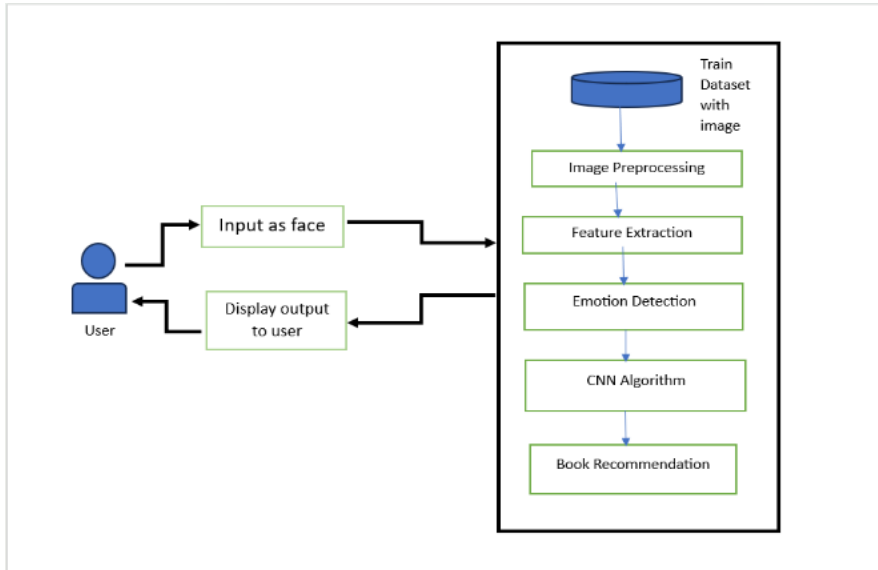 Train
Dataset
with
image
Image Preprocessing
Feature Extraction
Emotion Detection
CNN Algorithm
Book Recommendation
Input as face
Display output
to user
User